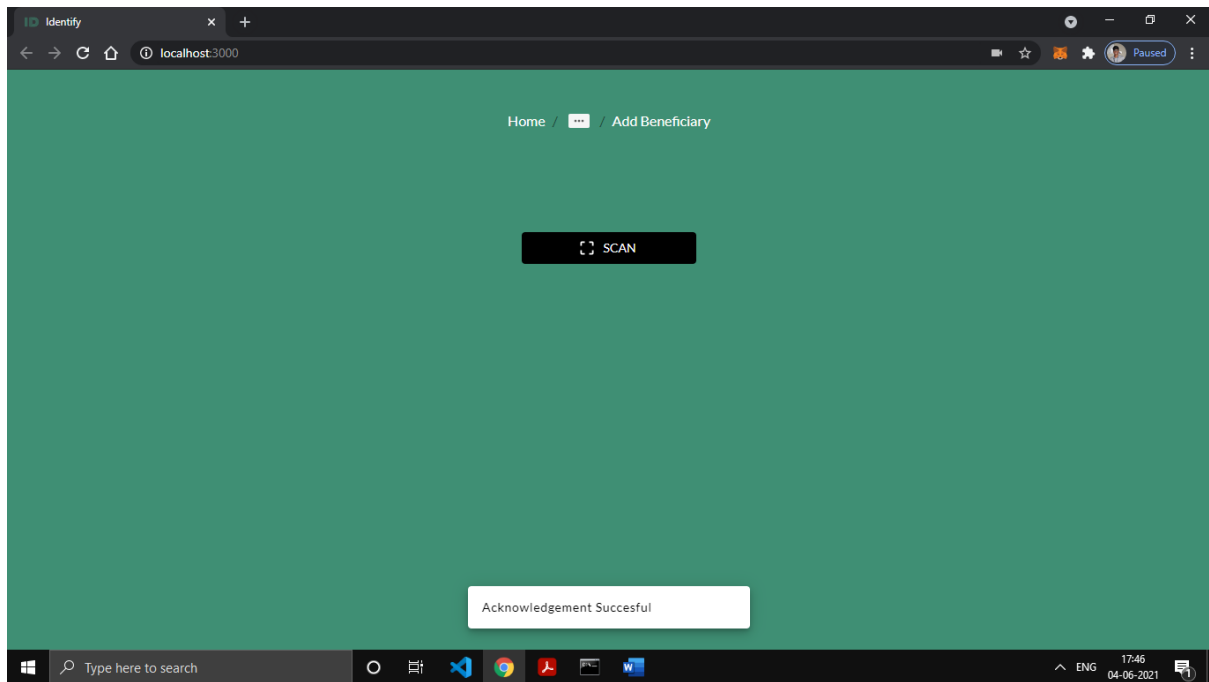 ID Identify
localhost:3000
Paused
Home / ... / Add Beneficiary
SCAN
Acknowledgement Succesful
Type here to search
ENG
17:46
04-06-2021
1